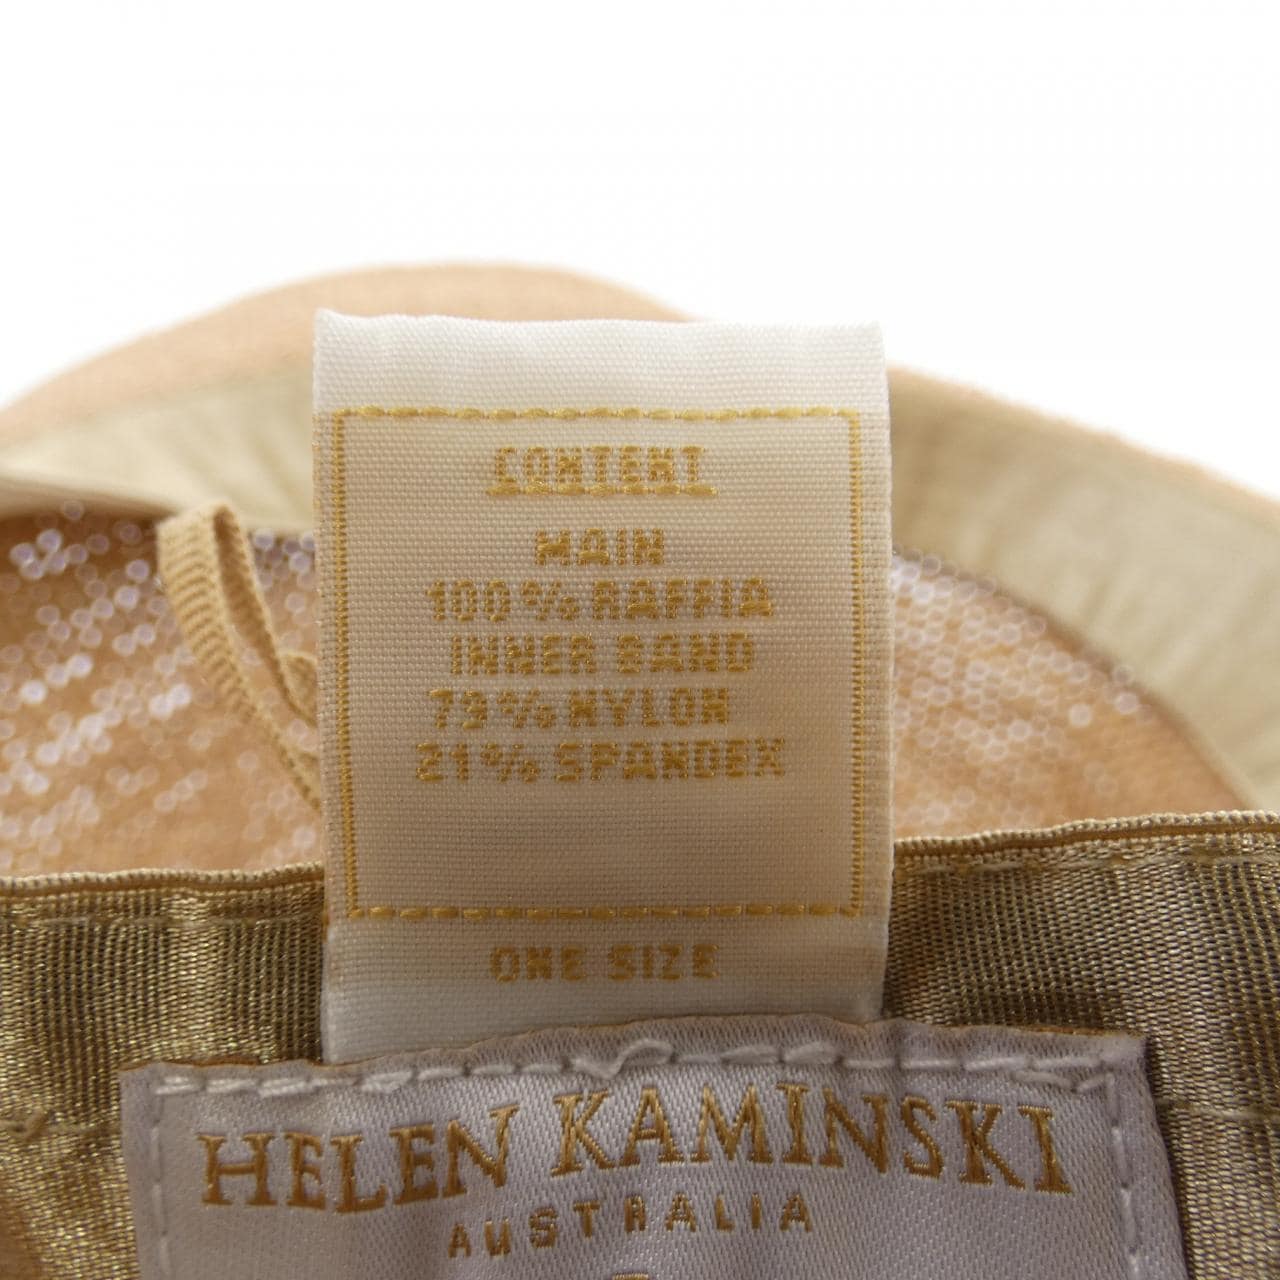 CONTENT
MAIN
100% RAFFIA
INNER BAND
79% NYLON
21% SPANDEX
ONE SIZE
HELEN KAMINSKI
AUSTRALIA